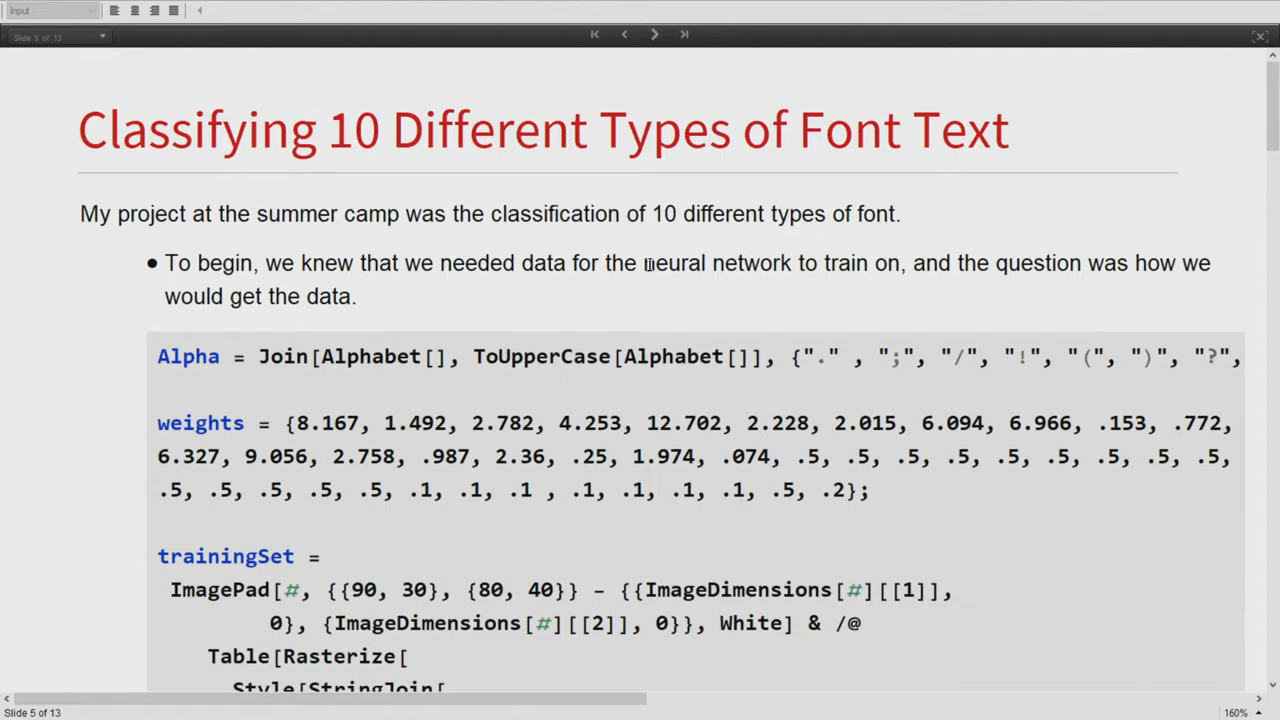 input
Slide 5 of 13
Classifying 10 Different Types of Font Text
My project at the summer camp was the classification of 10 different types of font.
● To begin, we knew that we needed data for the neural network to train on, and the question was how we
would get the data.
Alpha = Join[Alphabet[], ToUpperCase[Alphabet[]], {"." , ";", "/", "!", "(", ")", "?",
weights = {8.167, 1.492, 2.782, 4.253, 12.702, 2.228, 2.015, 6.094, 6.966, .153, .772,
6.327, 9.056, 2.758, .987, 2.36, .25, 1.974, .074, .5, .5, .5, .5, .5, .5, .5, .5, .5,
.5, .5, .5, .5, .5, .1, .1, .1 , .1, .1, .1, .1, .5, .2};
trainingSet =
ImagePad[#, {{90, 30}, {80, 40}} - {{ImageDimensions[#][[1]],
0}, {ImageDimensions[#][[2]], 0}}, White] & /@
Table[Rasterize[
Style[StringJoin[
Slide 5 of 13
160%